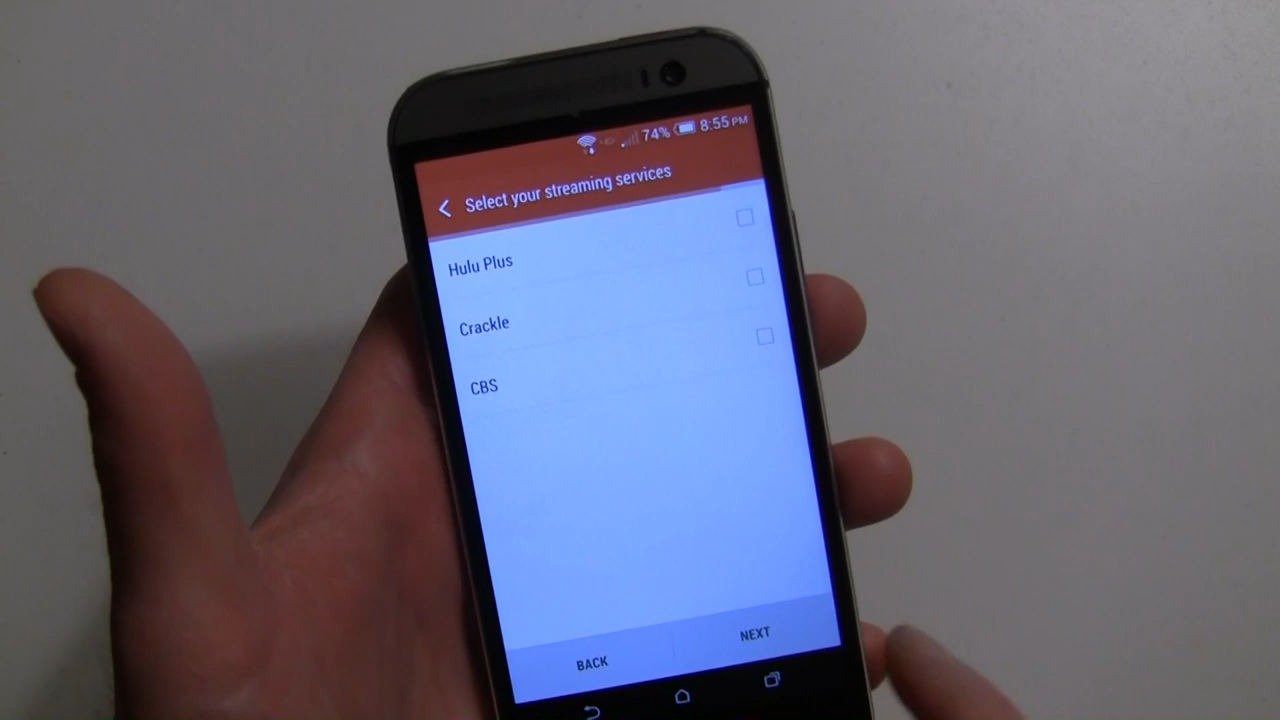 74% 8:55 PM
Select your streaming services
Hulu Plus
Crackle
CBS
BACK NEXT